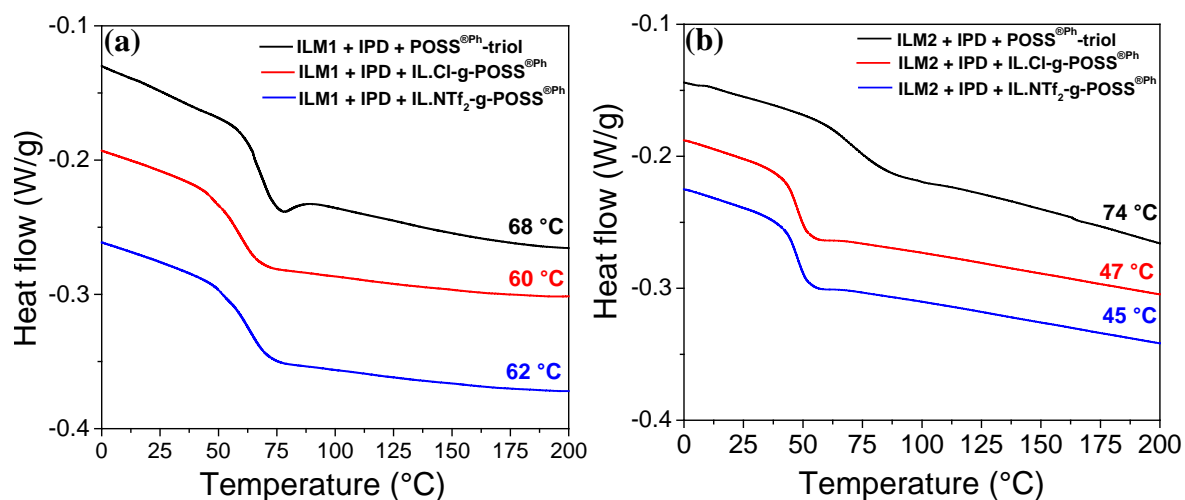 (a)
ILM1 + IPD + POSS®Ph-triol
ILM1 + IPD + IL.Cl-g-POSS®Ph
ILM1 + IPD + IL.NTf2-g-POSS®Ph
-0.1
-0.2
-0.3
-0.4
Heat flow (W/g)
68 °C
60 °C
62 °C
0 25 50 75 100 125 150 175 200
Temperature (°C)
(b)
ILM2 + IPD + POSS®Ph-triol
ILM2 + IPD + IL.Cl-g-POSS®Ph
ILM2 + IPD + IL.NTf2-g-POSS®Ph
-0.1
-0.2
-0.3
-0.4
Heat flow (W/g)
74 °C
47 °C
45 °C
0 25 50 75 100 125 150 175 200
Temperature (°C)